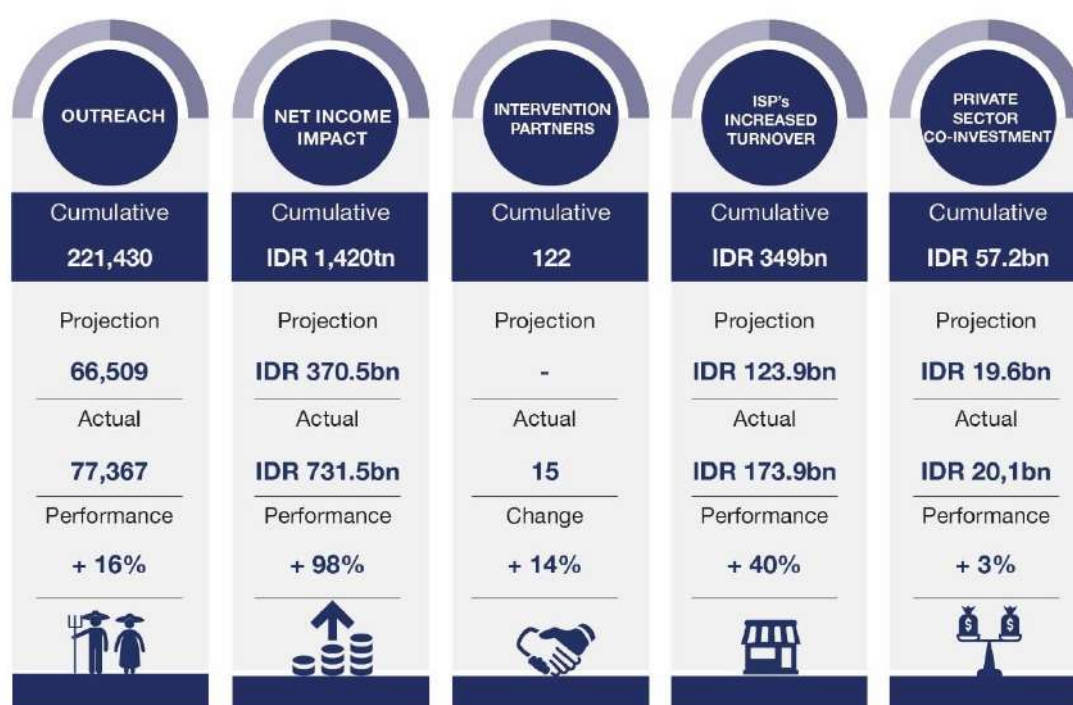 OUTREACH
Cumulative
221,430
Projection
66,509
Actual
77,367
Performance
+ 16%
NET INCOME
IMPACT
Cumulative
IDR 1,420tn
Projection
IDR 370.5bn
Actual
IDR 731.5bn
Performance
+ 98%
INTERVENTION
PARTNERS
Cumulative
122
Projection
-
Actual
15
Change
+ 14%
ISP's
INCREASED
TURNOVER
Cumulative
IDR 349bn
Projection
IDR 123.9bn
Actual
IDR 173.9bn
Performance
+ 40%
PRIVATE
SECTOR
CO-INVESTMENT
Cumulative
IDR 57.2bn
Projection
IDR 19.6bn
Actual
IDR 20,1bn
Performance
+ 3%
$ $